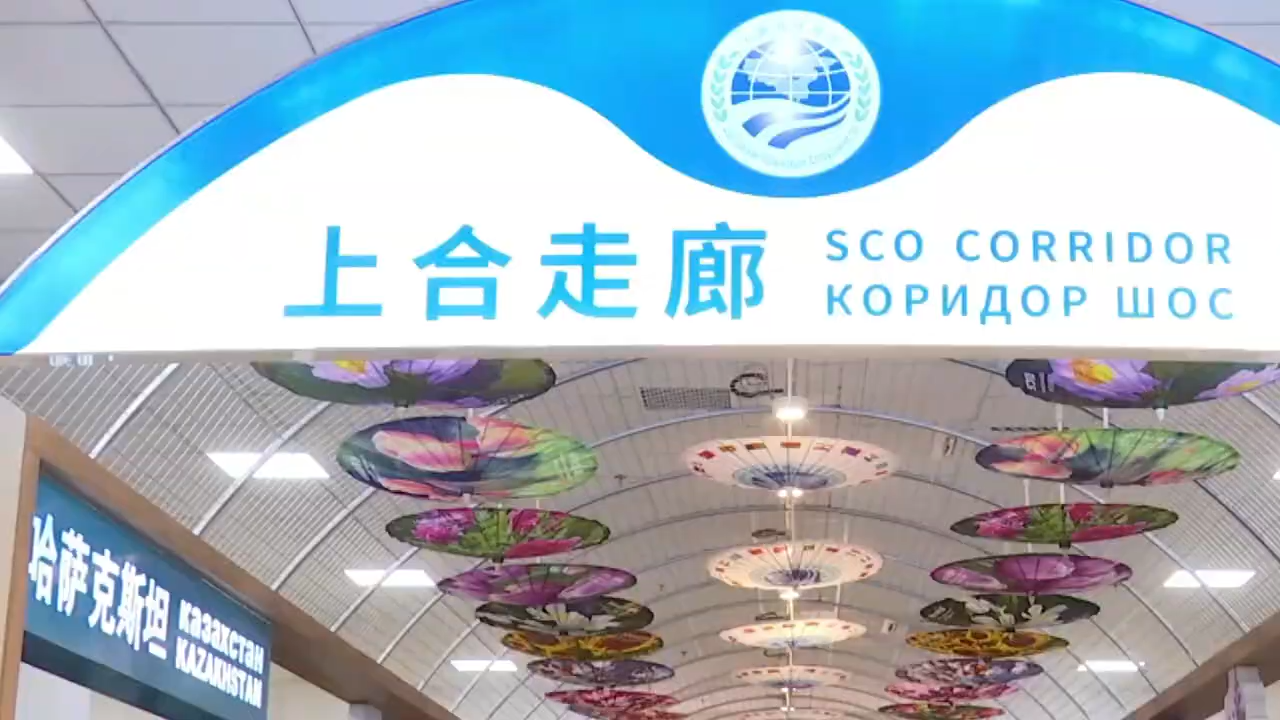 上合走廊
SCO CORRIDOR
КОРИДОР ШОС
哈萨克斯坦
казахстан
KAZAKHSTAN